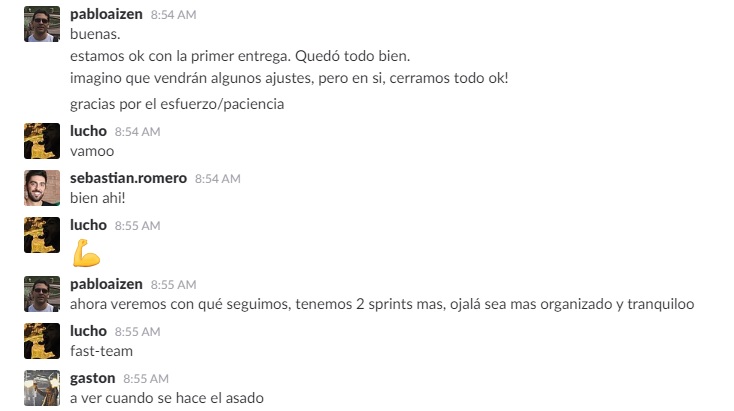 pabloaizen 8:54 AM
buenas.
estamos ok con la primer entrega. Quedó todo bien.
imagino que vendrán algunos ajustes, pero en si, cerramos todo ok!
gracias por el esfuerzo/paciencia
lucho 8:54 AM
vamoo
sebastian.romero 8:54 AM
bien ahi!
lucho 8:55 AM
pabloaizen 8:55 AM
ahora veremos con qué seguimos, tenemos 2 sprints mas, ojalá sea mas organizado y tranquiloo
lucho 8:55 AM
fast-team
gaston 8:55 AM
a ver cuando se hace el asado